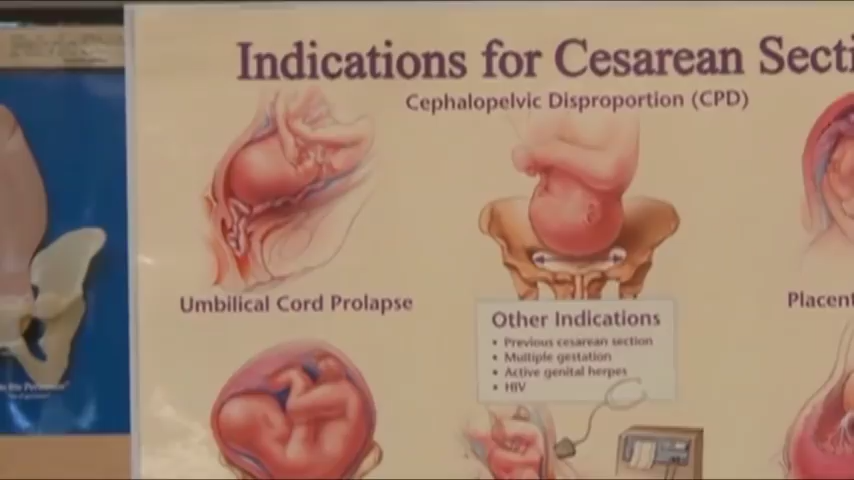 Indications for Cesarean Secti
Cephalopelvic Disproportion (CPD)
Umbilical Cord Prolapse
Placent
Other Indications
• Previous cesarean section
• Multiple gestation
• Active genital herpes
• HIV